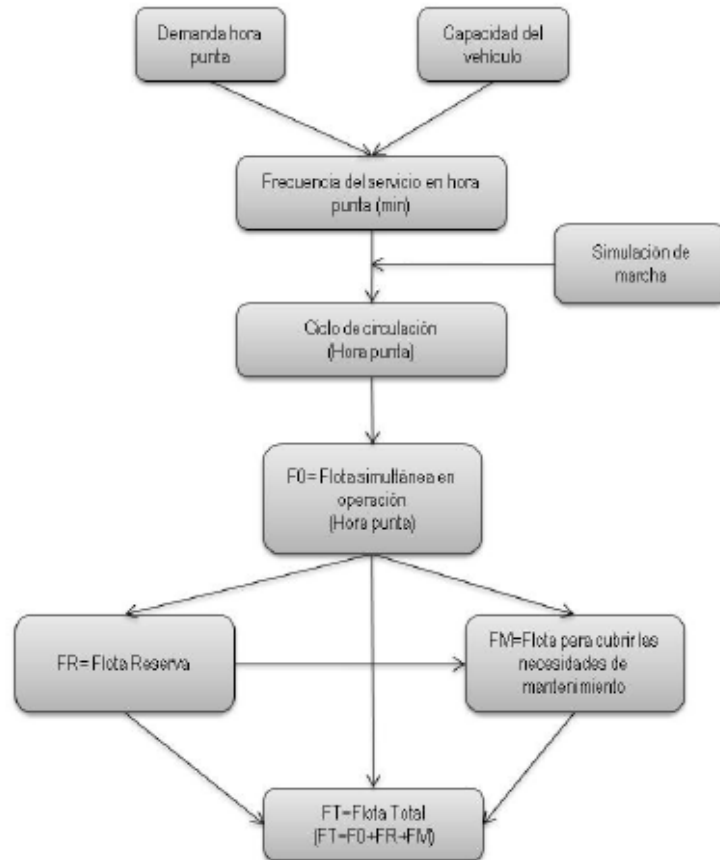 Demanda hora
punta
Capacidad del
vehículo
Frecuencia del servicio en hora
punta (min)
Simulación de
marcha
Ciclo de circulación
(Hora punta)
F0= Flota simultánea en
operación
(Hora punta)
FR= Flota Reserva
FM=Flota para cubrir las
necesidades de
mantenimiento
FT=Flota Total
(FT=F0+FR+FM)